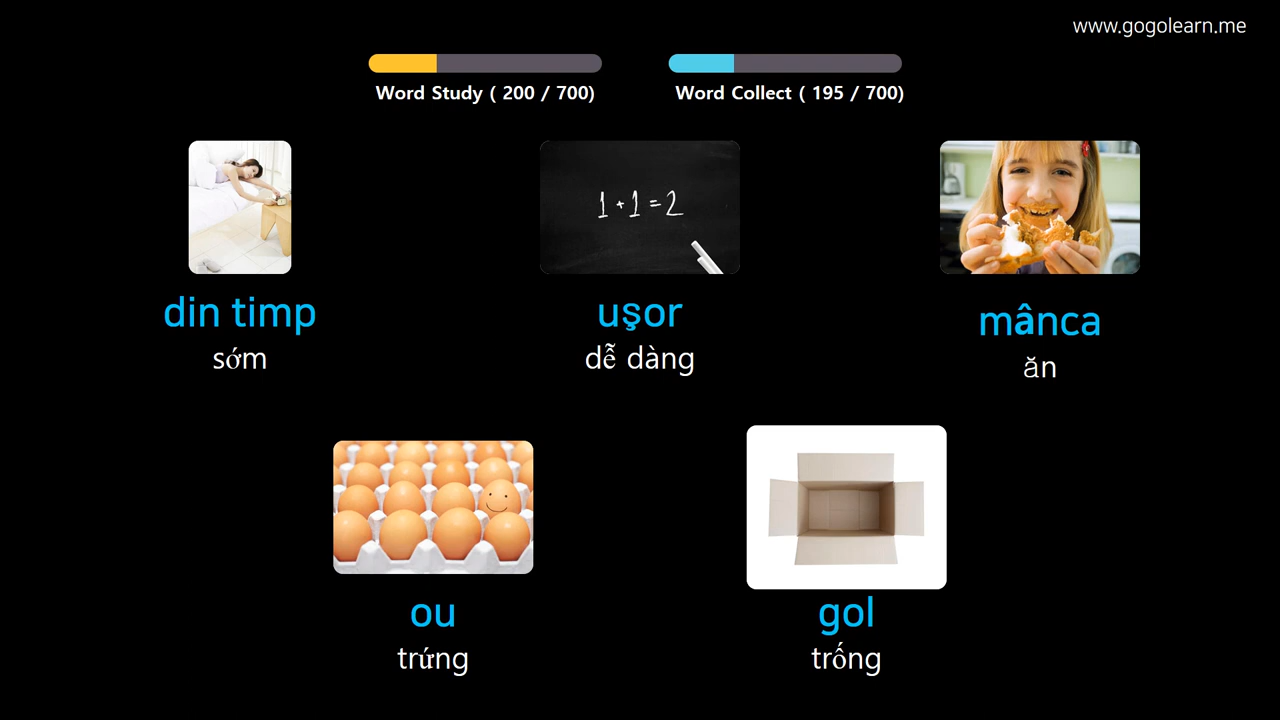 www.gogolearn.me
Word Study ( 200 / 700)
Word Collect ( 195 / 700)
1+1=2
din timp
sớm
uşor
dễ dàng
mânca
ăn
ou
trứng
gol
trống